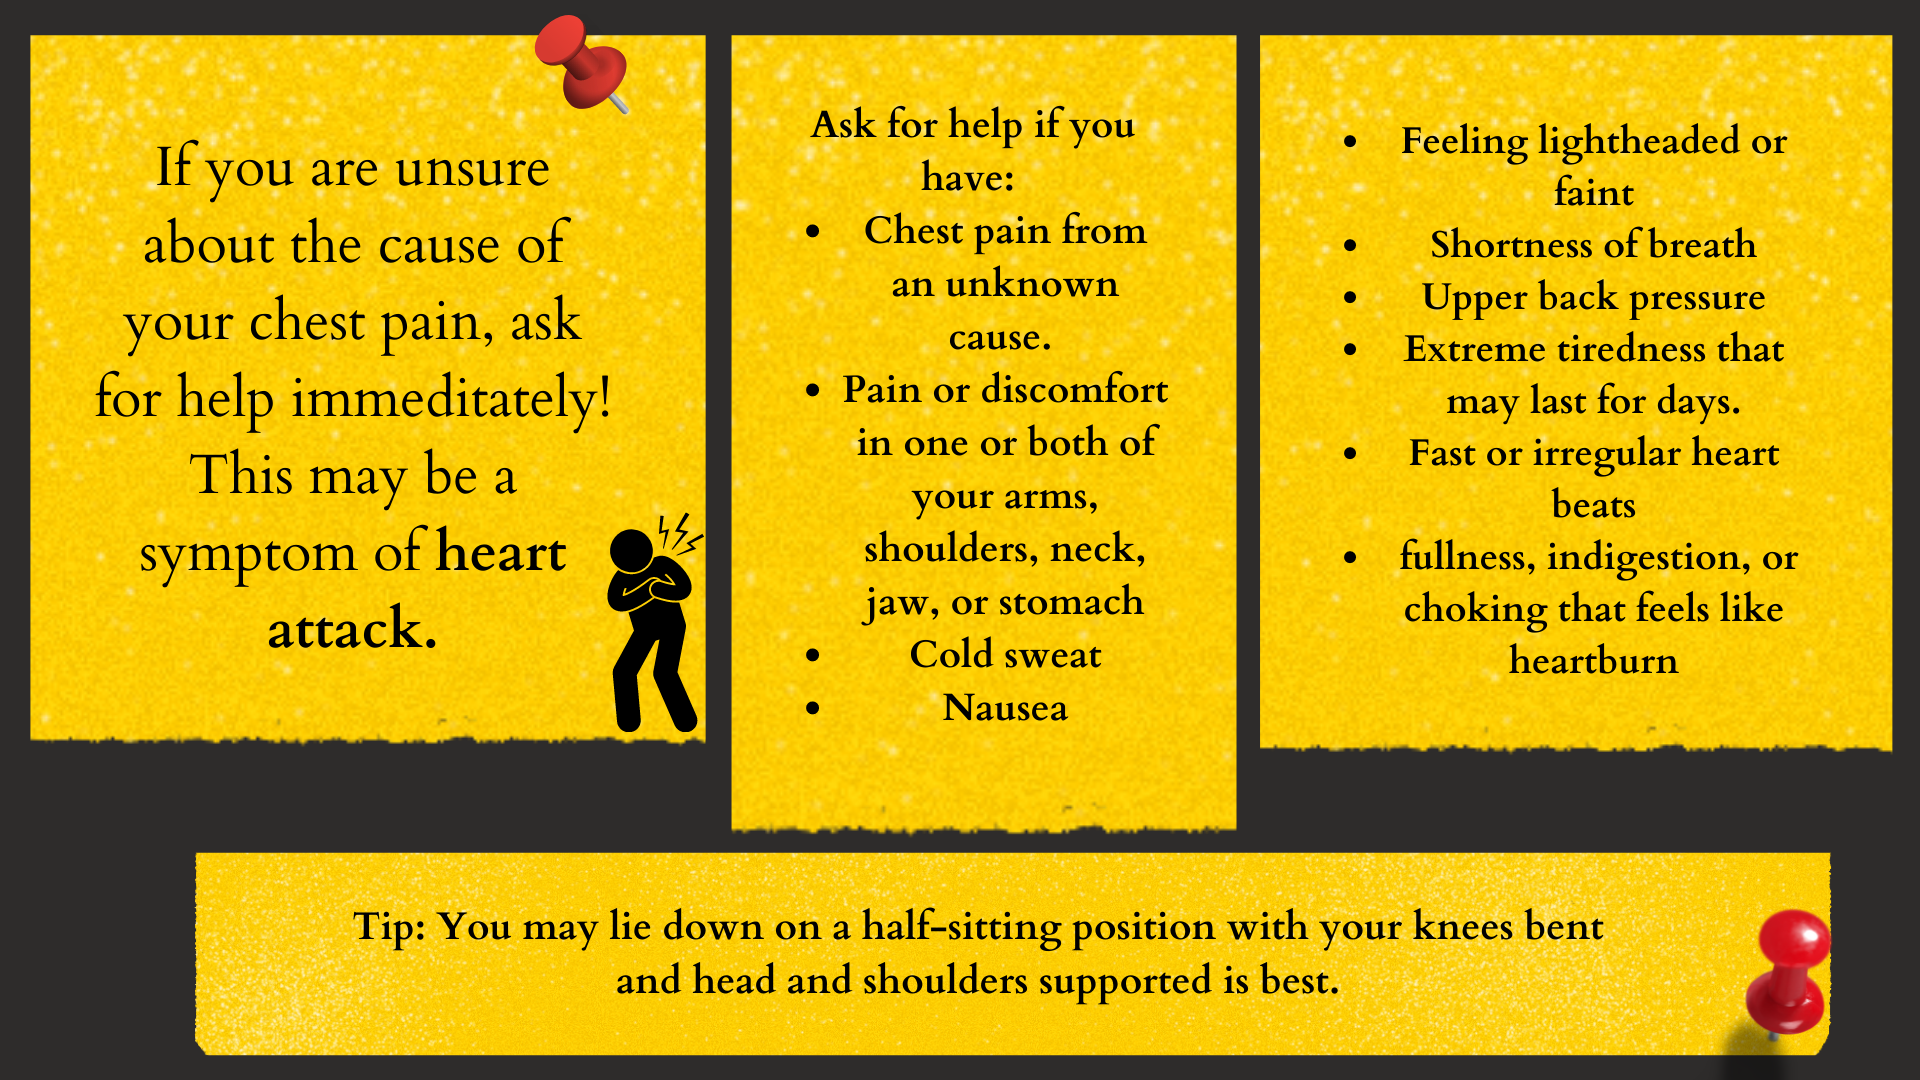 If you are unsure
about the cause of
your chest pain, ask
for help immeditately!
This may be a
symptom of heart
attack.
Ask for help if you
have:
• Chest pain from
an unknown
cause.
• Pain or discomfort
in one or both of
your arms,
shoulders, neck,
jaw, or stomach
• Cold sweat
• Nausea
• Feeling lightheaded or
faint
• Shortness of breath
• Upper back pressure
• Extreme tiredness that
may last for days.
• Fast or irregular heart
beats
• fullness, indigestion, or
choking that feels like
heartburn
Tip: You may lie down on a half-sitting position with your knees bent
and head and shoulders supported is best.